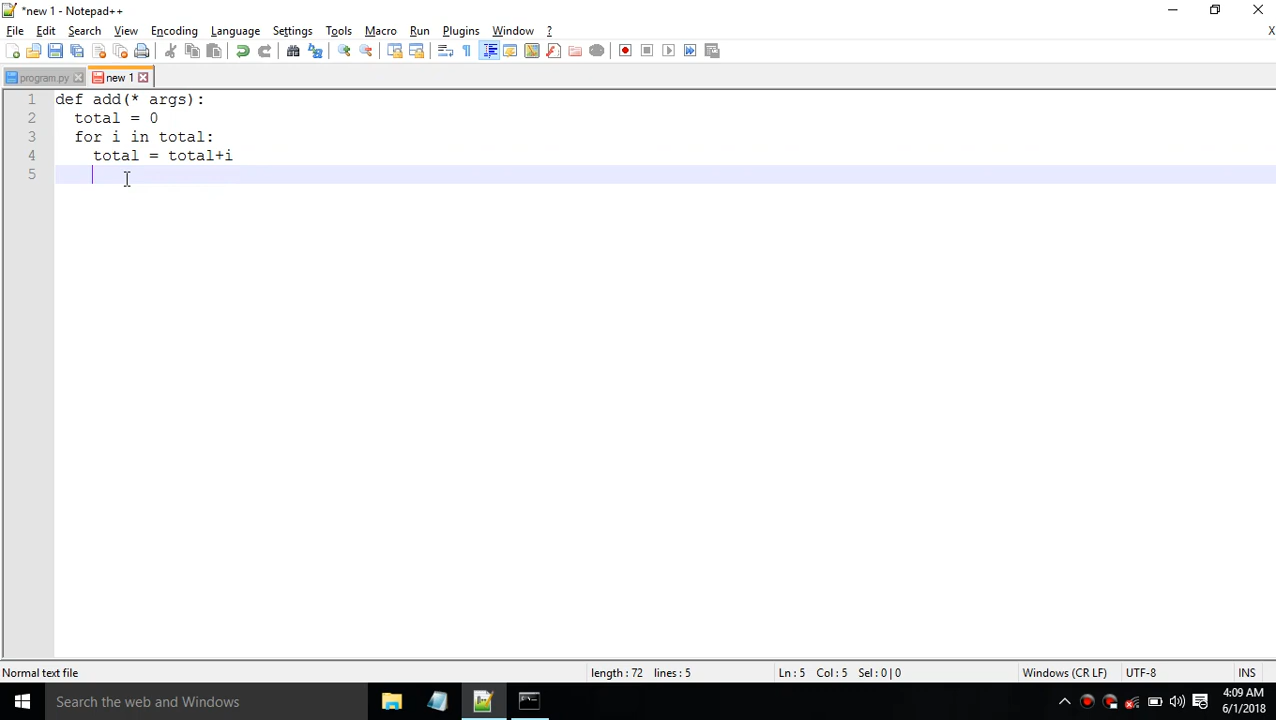 *new 1 - Notepad++
File Edit Search View Encoding Language Settings Tools Macro Run Plugins Window ? X
program.py new 1
1 def add(* args):
2 total = 0
3 for i in total:
4 total = total+i
5
Normal text file length : 72 lines : 5 Ln : 5 Col : 5 Sel : 0 | 0 Windows (CR LF) UTF-8 INS
Search the web and Windows 4:09 AM
6/1/2018